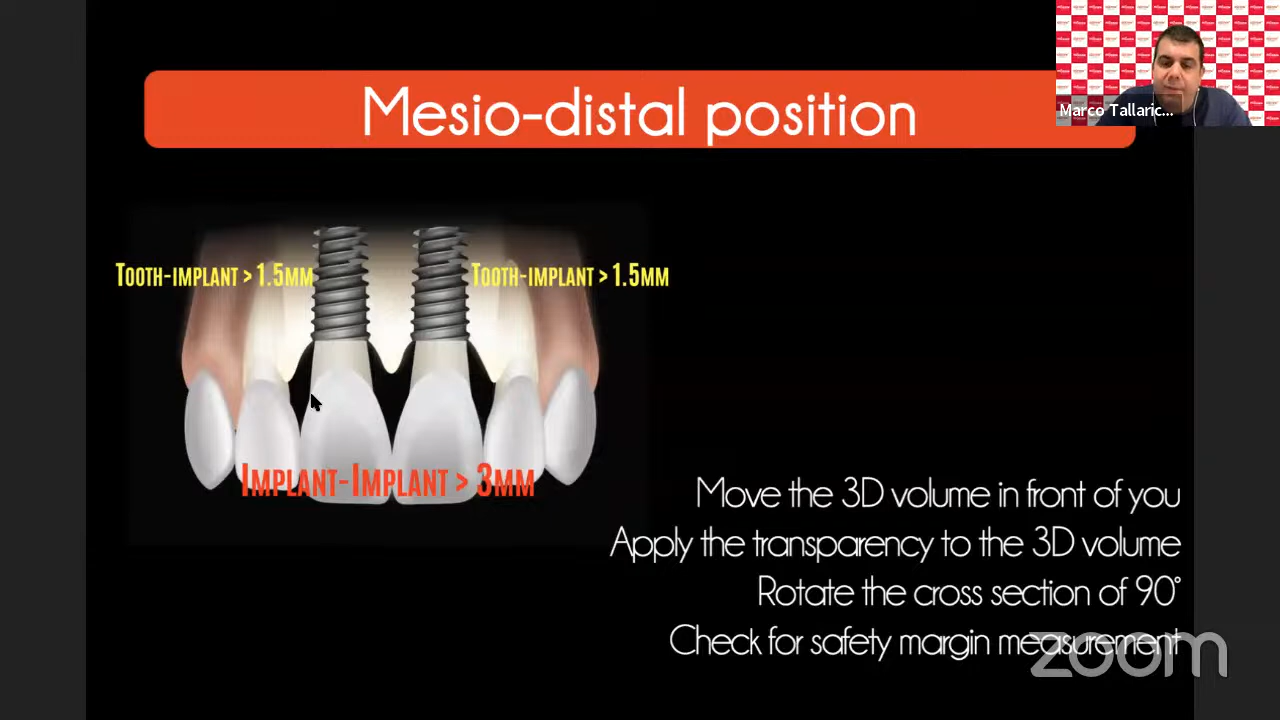 Mesio-distal position
Marco Tallaric...
Tooth-implant > 1.5mm
Tooth-implant > 1.5mm
Implant-Implant > 3mm
Move the 3D volume in front of you
Apply the transparency to the 3D volume
Rotate the cross section of 90°
Check for safety margin measurement
zoom